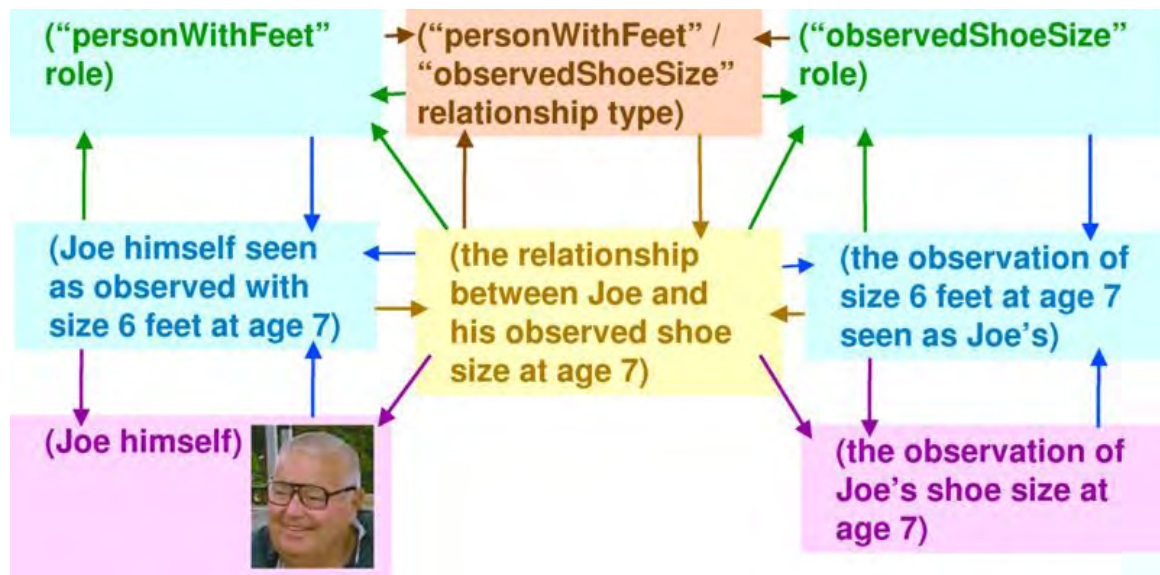 (“personWithFeet”
role)
(“personWithFeet” /
“observedShoeSize”
relationship type)
(“observedShoeSize”
role)
(Joe himself seen
as observed with
size 6 feet at age 7)
(the relationship
between Joe and
his observed shoe
size at age 7)
(the observation of
size 6 feet at age 7
seen as Joe’s)
(Joe himself)
(the observation of
Joe’s shoe size at
age 7)